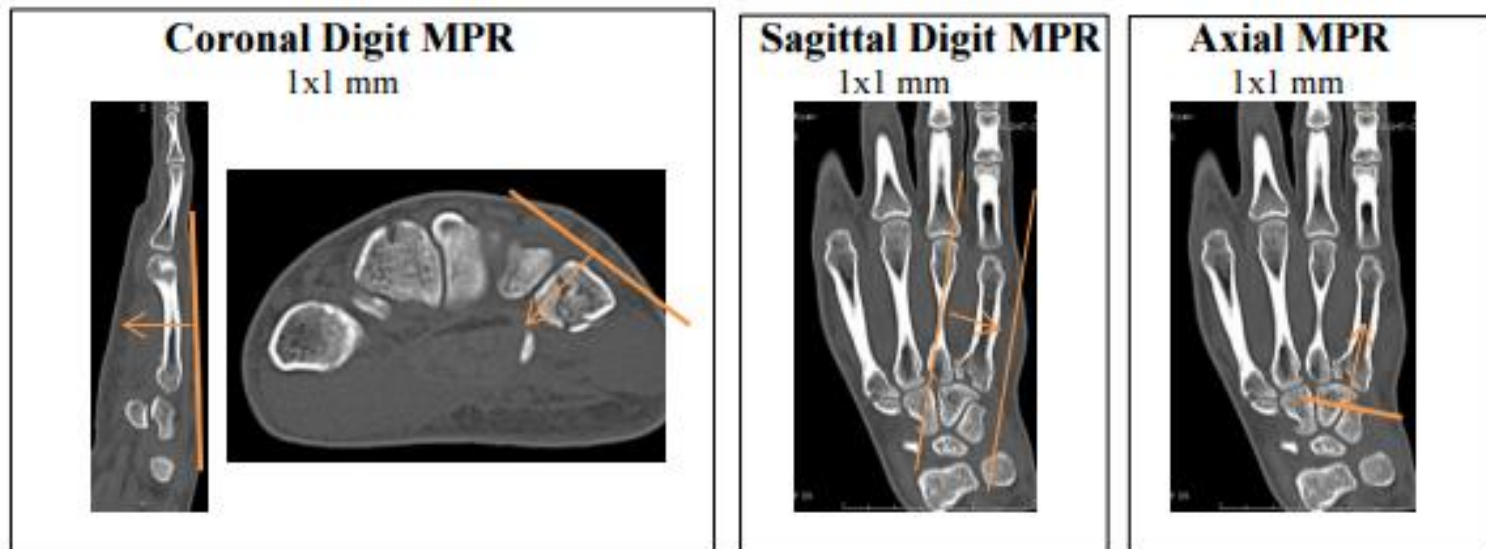 Coronal Digit MPR
1x1 mm
Sagittal Digit MPR
1x1 mm
Axial MPR
1x1 mm